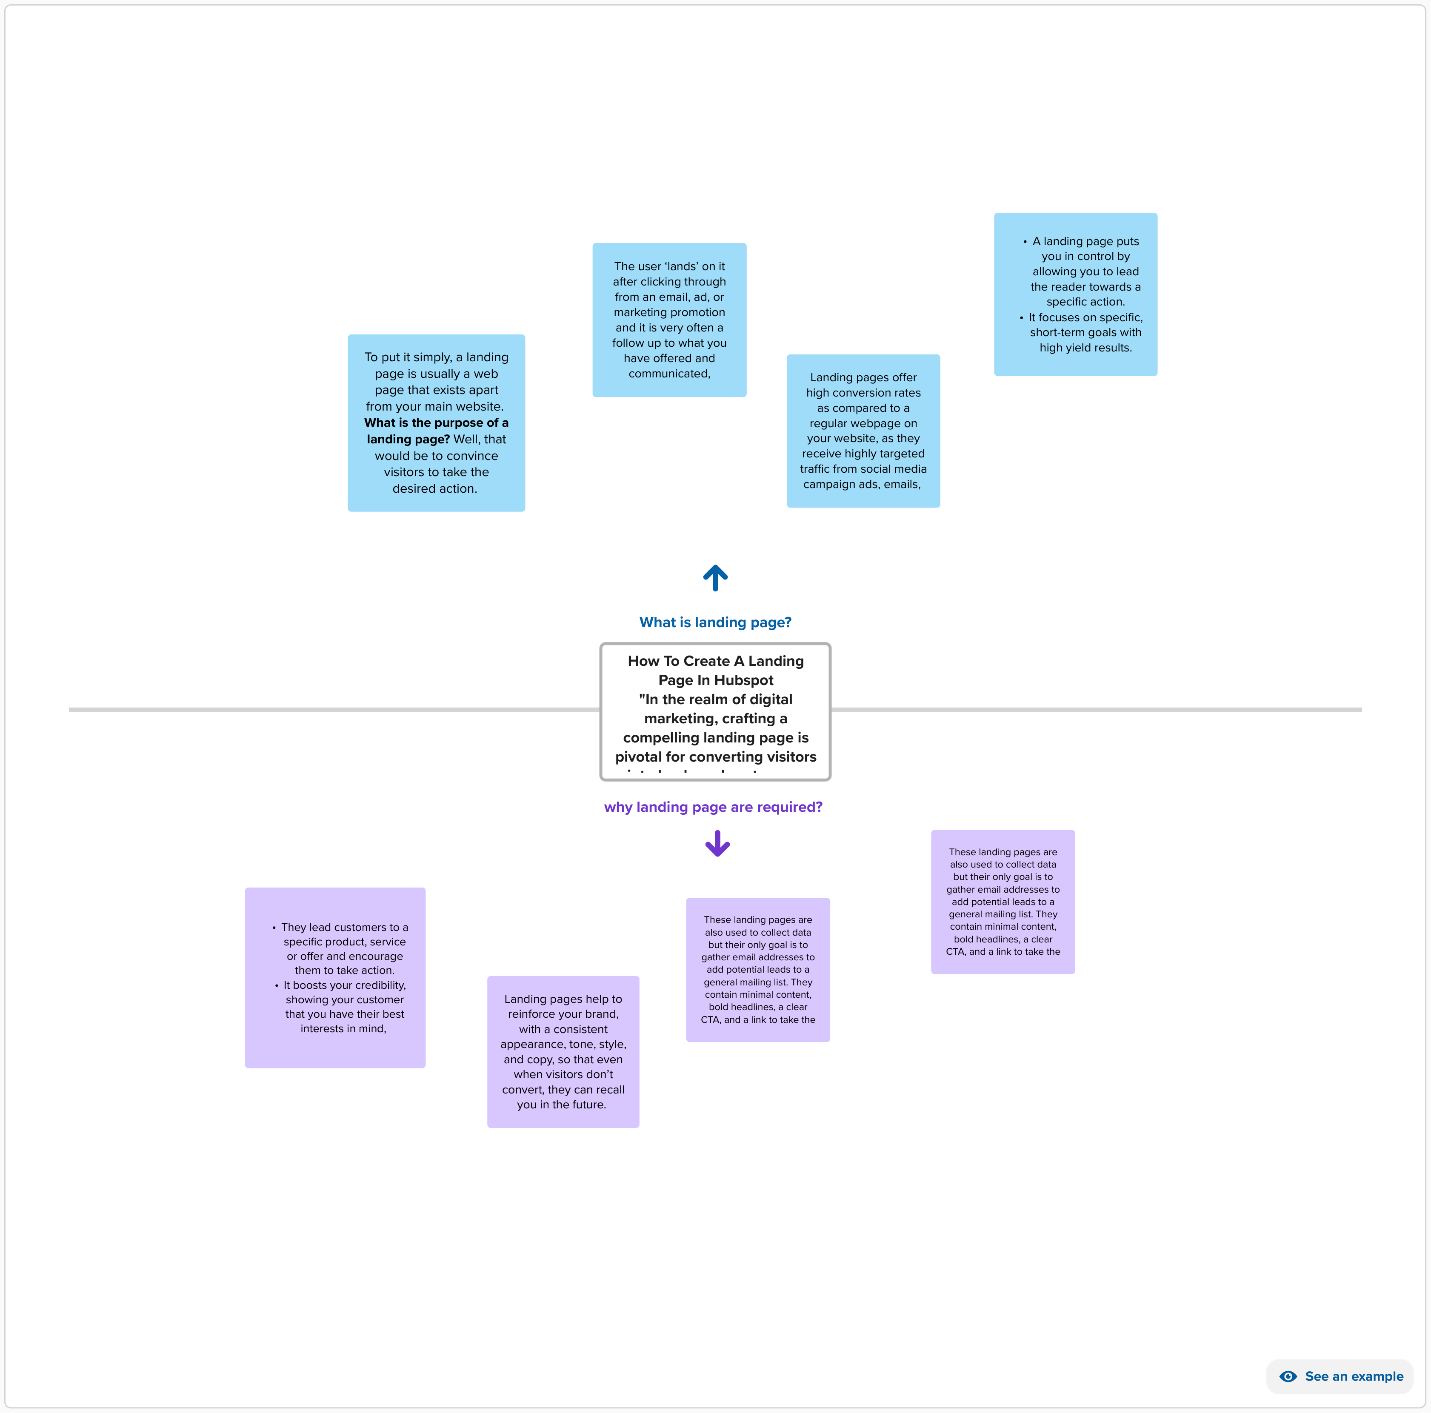 • A landing page puts
you in control by
allowing you to lead
the reader towards a
specific action.
• It focuses on specific,
short-term goals with
high yield results.
The user ‘lands’ on it
after clicking through
from an email, ad, or
marketing promotion
and it is very often a
follow up to what you
have offered and
communicated,
To put it simply, a landing
page is usually a web
page that exists apart
from your main website.
What is the purpose of a
landing page? Well, that
would be to convince
visitors to take the
desired action.
Landing pages offer
high conversion rates
as compared to a
regular webpage on
your website, as they
receive highly targeted
traffic from social media
campaign ads, emails,
What is landing page?
How To Create A Landing
Page In Hubspot
"In the realm of digital
marketing, crafting a
compelling landing page is
pivotal for converting visitors
why landing page are required?
These landing pages are
also used to collect data
but their only goal is to
gather email addresses to
add potential leads to a
general mailing list. They
contain minimal content,
bold headlines, a clear
CTA, and a link to take the
• They lead customers to a
specific product, service
or offer and encourage
them to take action.
• It boosts your credibility,
showing your customer
that you have their best
interests in mind,
These landing pages are
also used to collect data
but their only goal is to
gather email addresses to
add potential leads to a
general mailing list. They
contain minimal content,
bold headlines, a clear
CTA, and a link to take the
Landing pages help to
reinforce your brand,
with a consistent
appearance, tone, style,
and copy, so that even
when visitors don’t
convert, they can recall
you in the future.
See an example